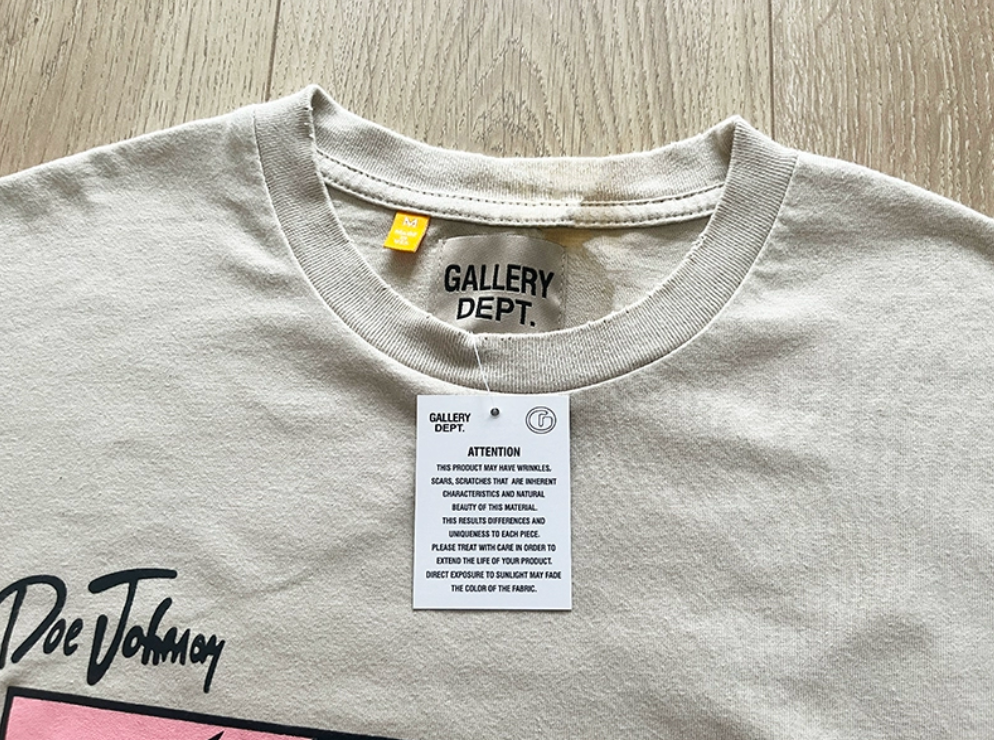 M
GALLERY
DEPT.
GALLERY
DEPT.
G
ATTENTION
THIS PRODUCT MAY HAVE WRINKLES,
SCARS, SCRATCHES THAT ARE INHERENT
CHARACTERISTICS AND NATURAL
BEAUTY OF THIS MATERIAL.
THIS RESULTS DIFFERENCES AND
UNIQUENESS TO EACH PIECE.
PLEASE TREAT WITH CARE IN ORDER TO
EXTEND THE LIFE OF YOUR PRODUCT.
DIRECT EXPOSURE TO SUNLIGHT MAY FADE
THE COLOR OF THE FABRIC.
Doe Johnny